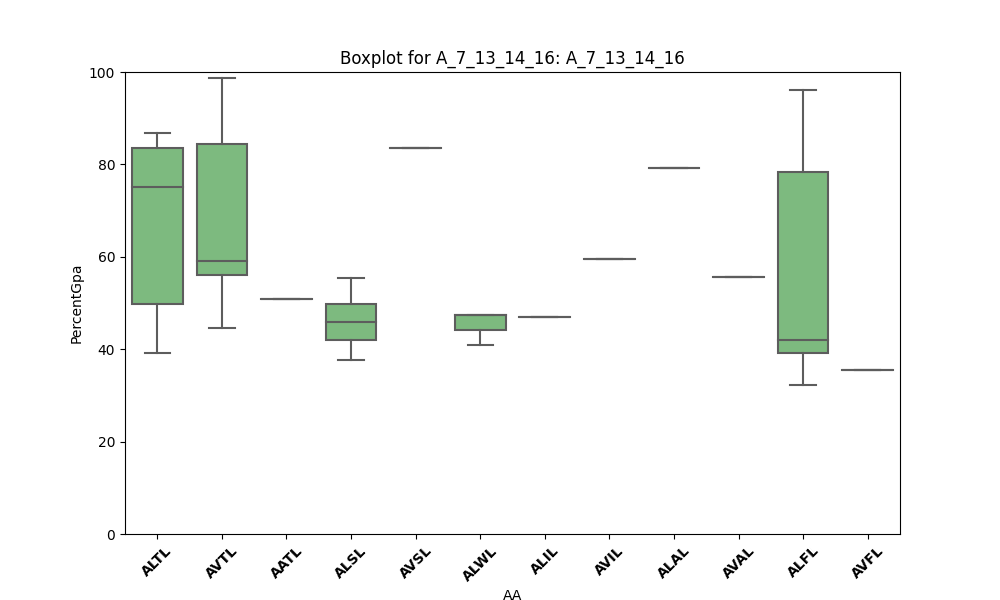 Boxplot for A_7_13_14_16: A_7_13_14_16
PercentGpa
100
80
60
40
20
0
ALTL AVTL AATL ALSL AVSL ALWL ALIL AVIL ALAL AVAL ALFL AVFL
AA